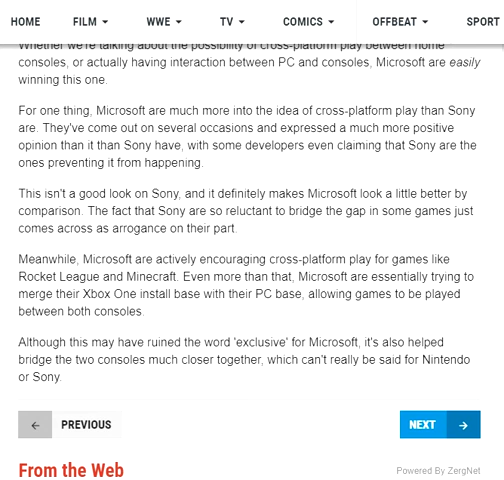 HOME FILM WWE TV COMICS OFFBEAT SPORT
Whether we're talking about the possibility of cross-platform play between home
consoles, or actually having interaction between PC and consoles, Microsoft are easily
winning this one.
For one thing, Microsoft are much more into the idea of cross-platform play than Sony
are. They've come out on several occasions and expressed a much more positive
opinion than it than Sony have, with some developers even claiming that Sony are the
ones preventing it from happening.
This isn't a good look on Sony, and it definitely makes Microsoft look a little better by
comparison. The fact that Sony are so reluctant to bridge the gap in some games just
comes across as arrogance on their part.
Meanwhile, Microsoft are actively encouraging cross-platform play for games like
Rocket League and Minecraft. Even more than that, Microsoft are essentially trying to
merge their Xbox One install base with their PC base, allowing games to be played
between both consoles.
Although this may have ruined the word 'exclusive' for Microsoft, it's also helped
bridge the two consoles much closer together, which can't really be said for Nintendo
or Sony.
PREVIOUS NEXT
From the Web Powered By ZergNet